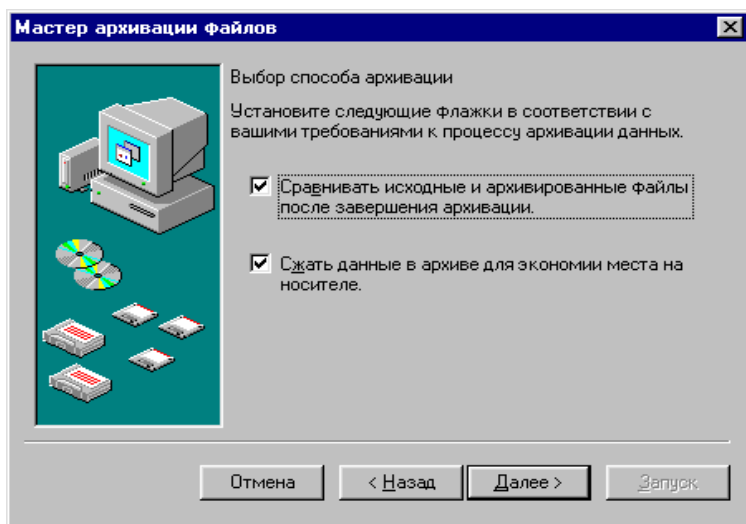 Мастер архивации файлов
Выбор способа архивации
Установите следующие флажки в соответствии с
вашими требованиями к процессу архивации данных.
Сравнивать исходные и архивированные файлы
после завершения архивации.
Сжать данные в архиве для экономии места на
носителе.
Отмена
< Назад
Далее >
Запуск